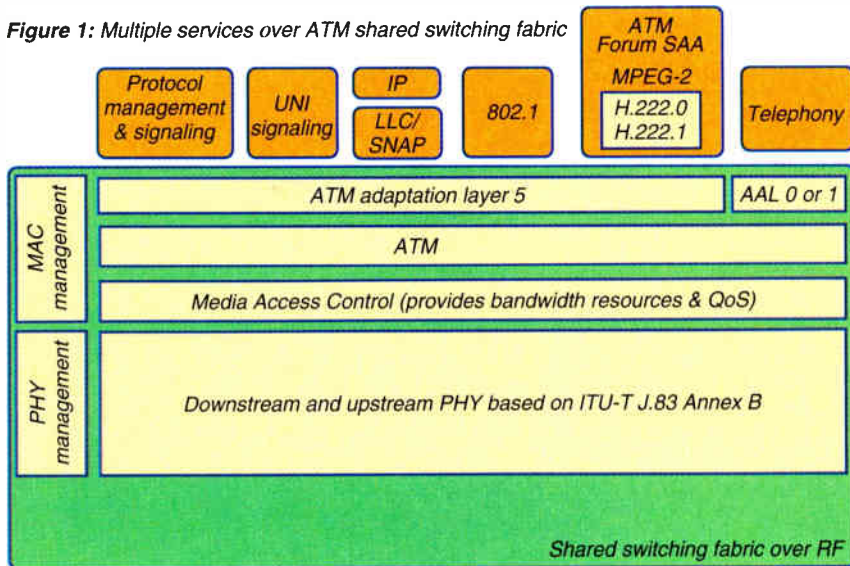 Figure 1: Multiple services over ATM shared switching fabric
Protocol
management
& signaling
UNI
signaling
IP
LLC/
SNAP
802.1
ATM
Forum SAA
MPEG-2
H.222.0
H.222.1
Telephony
MAC
management
ATM adaptation layer 5
AAL 0 or 1
ATM
Media Access Control (provides bandwidth resources & QoS)
PHY
management
Downstream and upstream PHY based on ITU-T J.83 Annex B
Shared switching fabric over RF